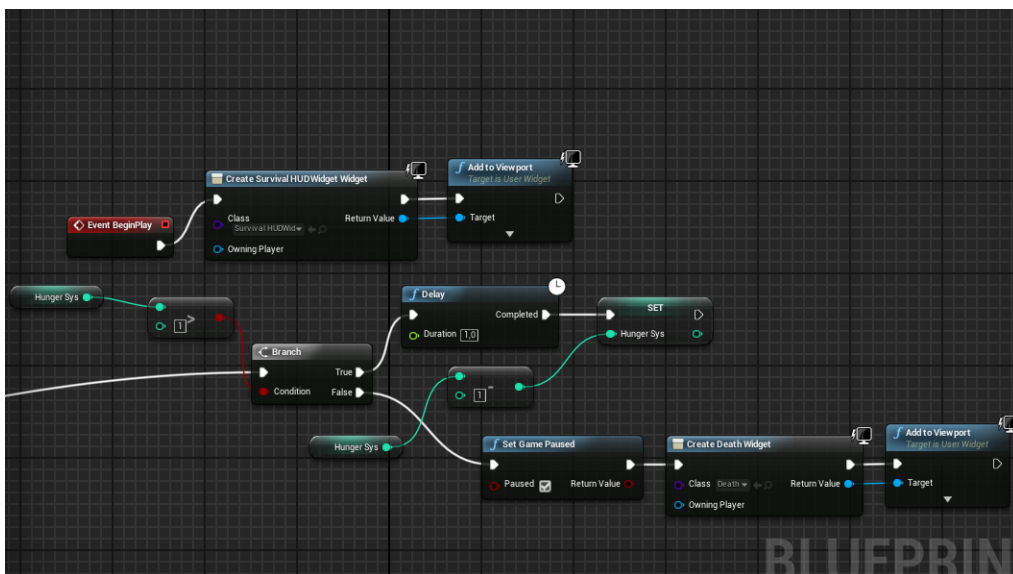 Add to Viewport
Target is User Widget
Create Survival HUDWidget Widget
Class
Survival HUDWid
Return Value
Target
Owning Player
Event BeginPlay
Hunger Sys
1
>
Delay
Completed
Duration 1,0
SET
Hunger Sys
Branch
True
Condition
False
1
-
Hunger Sys
Set Game Paused
Paused
Return Value
Create Death Widget
Class Death
Return Value
Owning Player
Add to Viewport
Target is User Widget
Target
BLUEPRIN